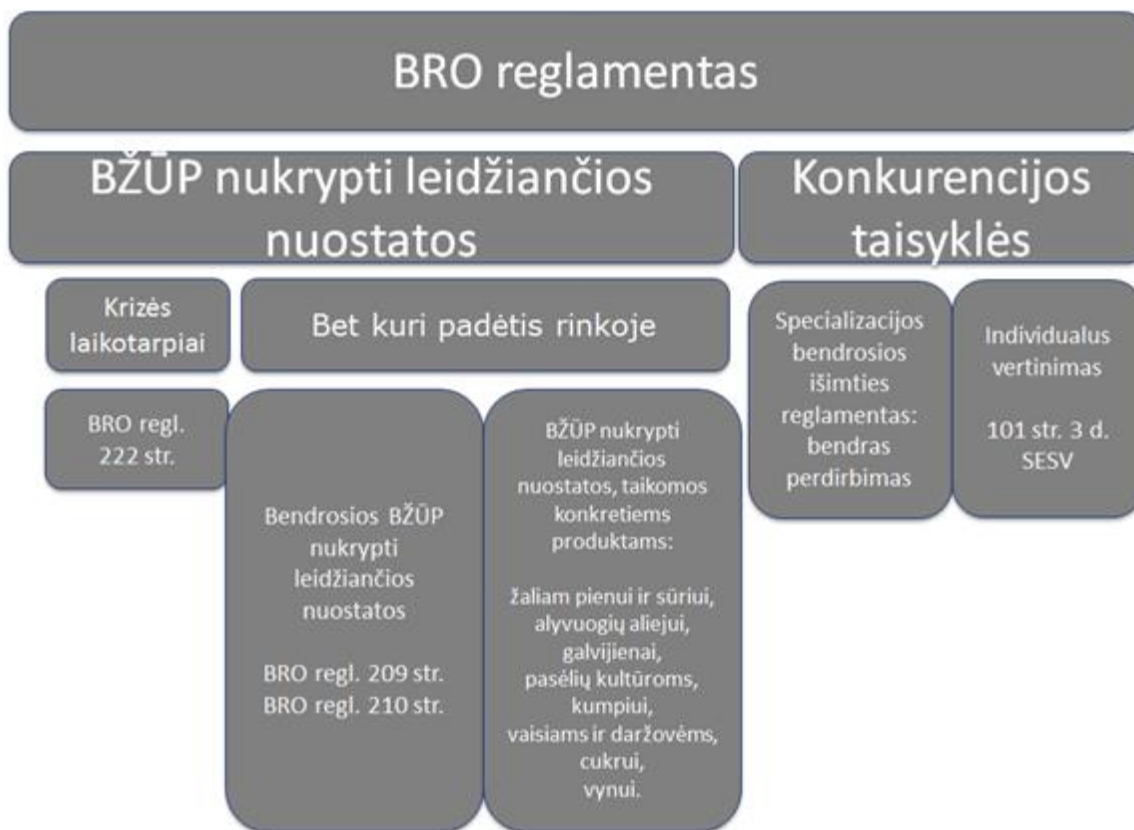 BRO reglamentas
BŽŪP nukrypti leidžiančios
nuostatos
Konkurencijos
taisyklės
Krizės
laikotarpiai
Bet kuri padėtis rinkoje
BRO regl.
222 str.
Bendrosios BŽŪP
nukrypti
leidžiančios
nuostatos
BRO regl. 209 str.
BRO regl. 210 str.
BŽŪP nukrypti
leidžiančios
nuostatos, taikomos
konkretiems
produktams:
žaliam pienui ir sūriui,
alyvuogių aliejui,
galvijienai,
pasėlių kultūroms,
kumpiui,
vaisiams ir daržovėms,
cukrui,
vynui.
Specializacijos
bendrosios
išimties
reglamentas:
bendras
perdirbimas
Individualus
vertinimas
101 str. 3 d.
SESV